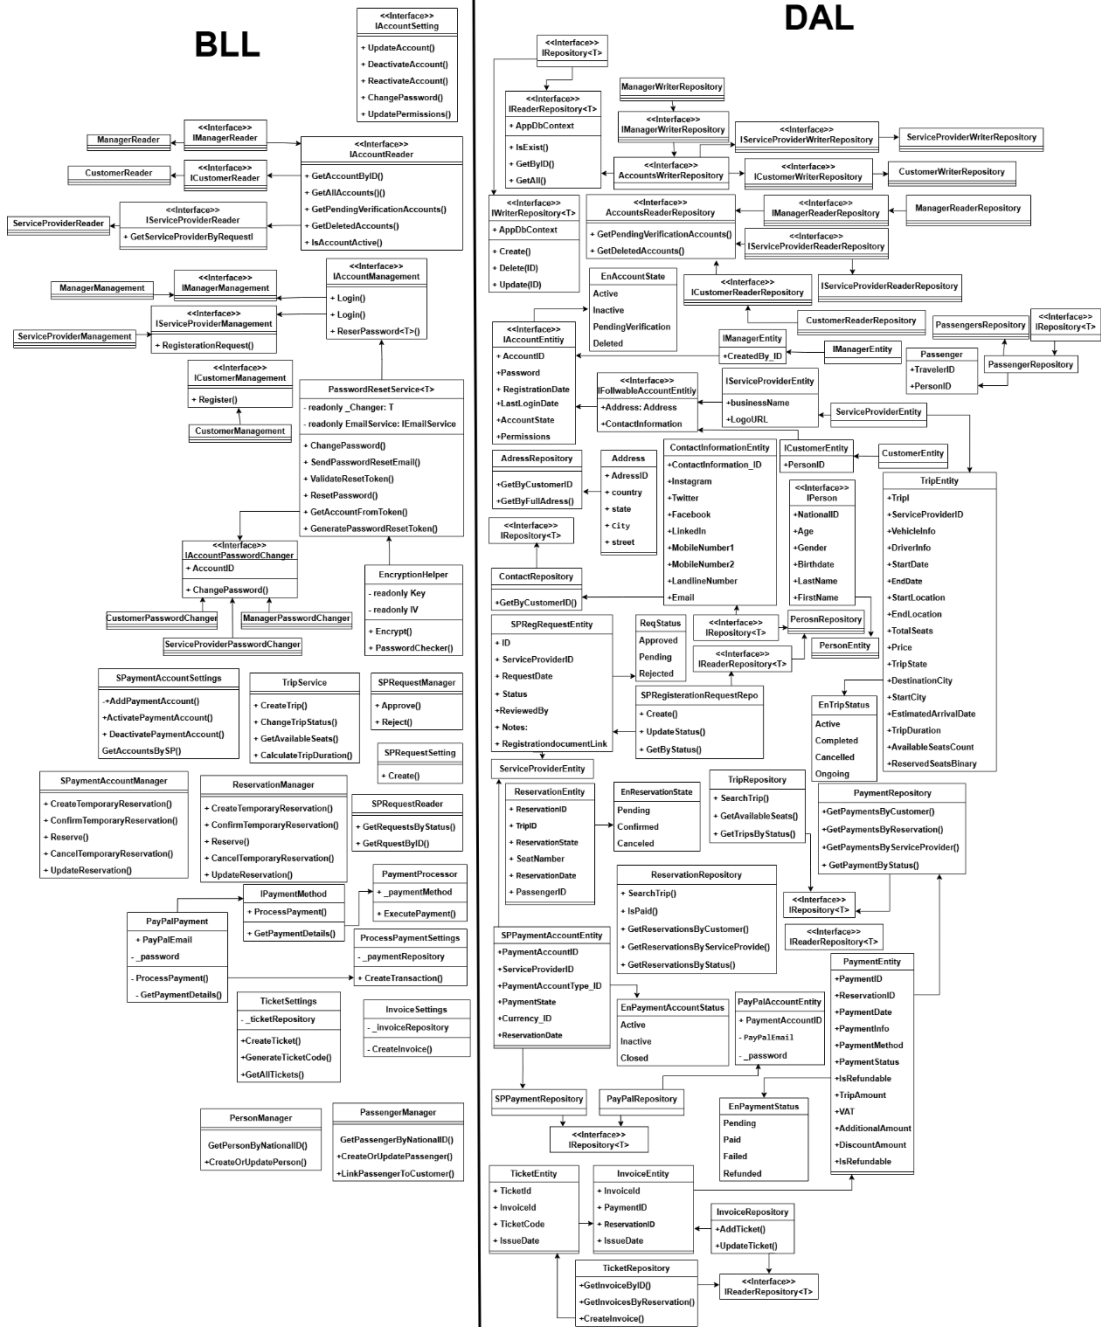 BLL
<<Interface>>
IAccountSetting
+ UpdateAccount()
+ DeactivateAccount()
+ ReactivateAccount()
+ ChangePassword()
+ UpdatePermissions()
ManagerReader
<<Interface>>
IManagerReader
CustomerReader
<<Interface>>
ICustomerReader
ServiceProviderReader
<<Interface>>
IServiceProviderReader
+ GetServiceProviderByRequestI
<<Interface>>
IAccountReader
+ GetAccountByID()
+ GetAllAccounts()()
+ GetPendingVerificationAccounts()
+ GetDeletedAccounts()
+ IsAccountActive()
ManagerManagement
<<Interface>>
IManagerManagement
ServiceProviderManagement
<<Interface>>
IServiceProviderManagement
+ RegisterationRequest()
<<Interface>>
IAccountManagement
+ Login()
+ Login()
+ ReserPassword<T>()
<<Interface>>
ICustomerManagement
+ Register()
CustomerManagement
PasswordResetService<T>
- readonly _Changer: T
- readonly EmailService: IEmailService
+ ChangePassword()
+ SendPasswordResetEmail()
+ ValidateResetToken()
+ ResetPassword()
+ GetAccountFromToken()
+ GeneratePasswordResetToken()
<<Interface>>
IAccountPasswordChanger
+ AccountID
+ ChangePassword()
CustomerPasswordChanger
ManagerPasswordChanger
ServiceProviderPasswordChanger
EncryptionHelper
- readonly Key
- readonly IV
+ Encrypt()
+ PasswordChecker()
SPaymentAccountSettings
-+AddPaymentAccount()
+ActivatePaymentAccount()
+ DeactivatePaymentAccount()
GetAccountsBySP()
TripService
+ CreateTrip()
+ ChangeTripStatus()
+ GetAvailableSeats()
+ CalculateTripDuration()
SPRequestManager
+ Approve()
+ Reject()
SPRequestSetting
+ Create()
SPaymentAccountManager
+ CreateTemporaryReservation()
+ ConfirmTemporaryReservation()
+ Reserve()
+ CancelTemporaryReservation()
+ UpdateReservation()
ReservationManager
+ CreateTemporaryReservation()
+ ConfirmTemporaryReservation()
+ Reserve()
+ CancelTemporaryReservation()
+ UpdateReservation()
SPRequestReader
+ GetRequestsByStatus()
+ GetRquestByID()
PayPalPayment
+ PayPalEmail
- _password
- ProcessPayment()
- GetPaymentDetails()
IPaymentMethod
+ ProcessPayment()
+ GetPaymentDetails()
PaymentProcessor
+ _paymentMethod
+ ExecutePayment()
ProcessPaymentSettings
- _paymentRepository
+ CreateTransaction()
TicketSettings
- _ticketRepository
+CreateTicket()
+GenerateTicketCode()
+GetAllTickets()
InvoiceSettings
- _invoiceRepository
- CreateInvoice()
PersonManager
GetPersonByNationalID()
+CreateOrUpdatePerson()
PassengerManager
GetPassengerByNationalID()
+CreateOrUpdatePassenger()
+LinkPassengerToCustomer()
DAL
<<Interface>>
IRepository<T>
<<Interface>>
IReaderRepository<T>
+ AppDbContext
+ IsExist()
+ GetByID()
+ GetAll()
ManagerWriterRepository
<<Interface>>
IManagerWriterRepository
AccountsWriterRepository
<<Interface>>
IServiceProviderWriterRepository
ServiceProviderWriterRepository
<<Interface>>
ICustomerWriterRepository
CustomerWriterRepository
<<Interface>>
IWriterRepository<T>
+ AppDbContext
+ Create()
+ Delete(ID)
+ Update(ID)
<<Interface>>
AccountsReaderRepository
+ GetPendingVerificationAccounts()
+ GetDeletedAccounts()
<<Interface>>
IManagerReaderRepository
ManagerReaderRepository
<<Interface>>
IServiceProviderReaderRepository
IServiceProviderReaderRepository
<<Interface>>
ICustomerReaderRepository
CustomerReaderRepository
EnAccountState
Active
Inactive
PendingVerification
Deleted
<<Interface>>
IAccountEntitiy
+ AccountID
+ Password
+ RegistrationDate
+LastLoginDate
+ AccountState
+ Permissions
IManagerEntity
+CreatedBy_ID
IManagerEntity
PassengersRepository
<<Interface>>
IRepository<T>
Passenger
+TravelerID
+ PersonID
PassengerRepository
<<Interface>>
IFollwableAccountEntitiy
+Address: Address
+ContactInformation
IServiceProviderEntity
+businessName
+ LogoURL
ServiceProviderEntity
ICustomerEntity
+PersonID
CustomerEntity
AdressRepository
+GetByCustomerID
+GetByFullAdress()
Address
+ AdressID
+ country
+ state
+ City
+ street
ContactInformationEntity
+ContactInformation_ID
+Instagram
+Twitter
+Facebook
+LinkedIn
+MobileNumber1
+MobileNumber2
+LandlineNumber
+Email
<<Interface>>
IPerson
+NationalID
+ Age
+ Gender
+ Birthdate
+ LastName
+ FirstName
TripEntity
+ TripI
+ ServiceProviderID
+ VehicleInfo
+ DriverInfo
+ StartDate
+ EndDate
+ StartLocation
+ EndLocation
+ TotalSeats
+ Price
+ TripState
+ DestinationCity
+ StartCity
+EstimatedArrivalDate
+ TripDuration
+ AvailableSeatsCount
+ ReservedSeatsBinary
<<Interface>>
IRepository<T>
ContactRepository
+GetByCustomerID()
<<Interface>>
IRepository<T>
PerosnRepository
<<Interface>>
IReaderRepository<T>
PersonEntity
SPRegRequestEntity
+ ID
+ ServiceProviderID
+ RequestDate
+ Status
+ReviewedBy
+ Notes:
+ RegistrationdocumentLink
ReqStatus
Approved
Pending
Rejected
SPRegisterationRequestRepo
+ Create()
+ UpdateStatus()
+ GetByStatus()
EnTripStatus
Active
Completed
Cancelled
Ongoing
ServiceProviderEntity
ReservationEntity
+ ReservationID
+ TripID
+ ReservationState
+ SeatNamber
+ ReservationDate
+ PassengerID
EnReservationState
Pending
Confirmed
Canceled
TripRepository
+ SearchTrip()
+ GetAvailableSeats()
+ GetTripsByStatus()
PaymentRepository
+GetPaymentsByCustomer()
+GetPaymentsByReservation()
+GetPaymentsByServiceProvider()
+GetPaymentByStatus()
ReservationRepository
+ SearchTrip()
+ IsPaid()
+ GetReservationsByCustomer()
+ GetReservationsByServiceProvide()
+ GetReservationsByStatus()
<<Interface>>
IRepository<T>
<<Interface>>
IReaderRepository<T>
SPPaymentAccountEntity
+PaymentAccountID
+ServiceProviderID
+PaymentAccountType_ID
+PaymentState
+Currency_ID
+ReservationDate
EnPaymentAccountStatus
Active
Inactive
Closed
PayPalAccountEntity
+ PaymentAccountID
- PayPalEmail
- _password
PaymentEntity
+PaymentID
+ReservationID
+PaymentDate
+PaymentInfo
+PaymentMethod
+PaymentStatus
+IsRefundable
+TripAmount
+VAT
+AdditionalAmount
+DiscountAmount
+IsRefundable
SPPaymentRepository
PayPalRepository
<<Interface>>
IRepository<T>
EnPaymentStatus
Pending
Paid
Failed
Refunded
TicketEntity
+ TicketId
+ InvoiceId
+ TicketCode
+ IssueDate
InvoiceEntity
+ InvoiceId
+ PaymentID
+ ReservationID
+ IssueDate
InvoiceRepository
+AddTicket()
+UpdateTicket()
TicketRepository
+GetInvoiceByID()
+GetInvoicesByReservation()
+CreateInvoice()
<<Interface>>
IReaderRepository<T>